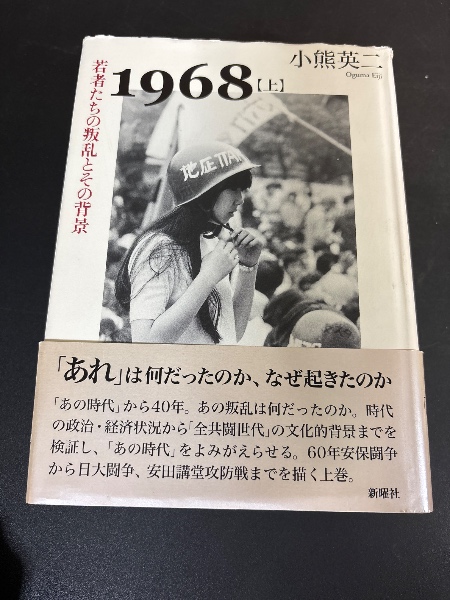 小熊英二
Oguma Eiji
1968【上】
若者たちの叛乱とその背景
「あれ」は何だったのか、なぜ起きたのか
「あの時代」から40年。あの叛乱は何だったのか。時代
の政治・経済状況から「全共闘世代」の文化的背景までを
検証し、「あの時代」をよみがえらせる。60年安保闘争
から日大闘争、安田講堂攻防戦までを描く上巻。
新曜社